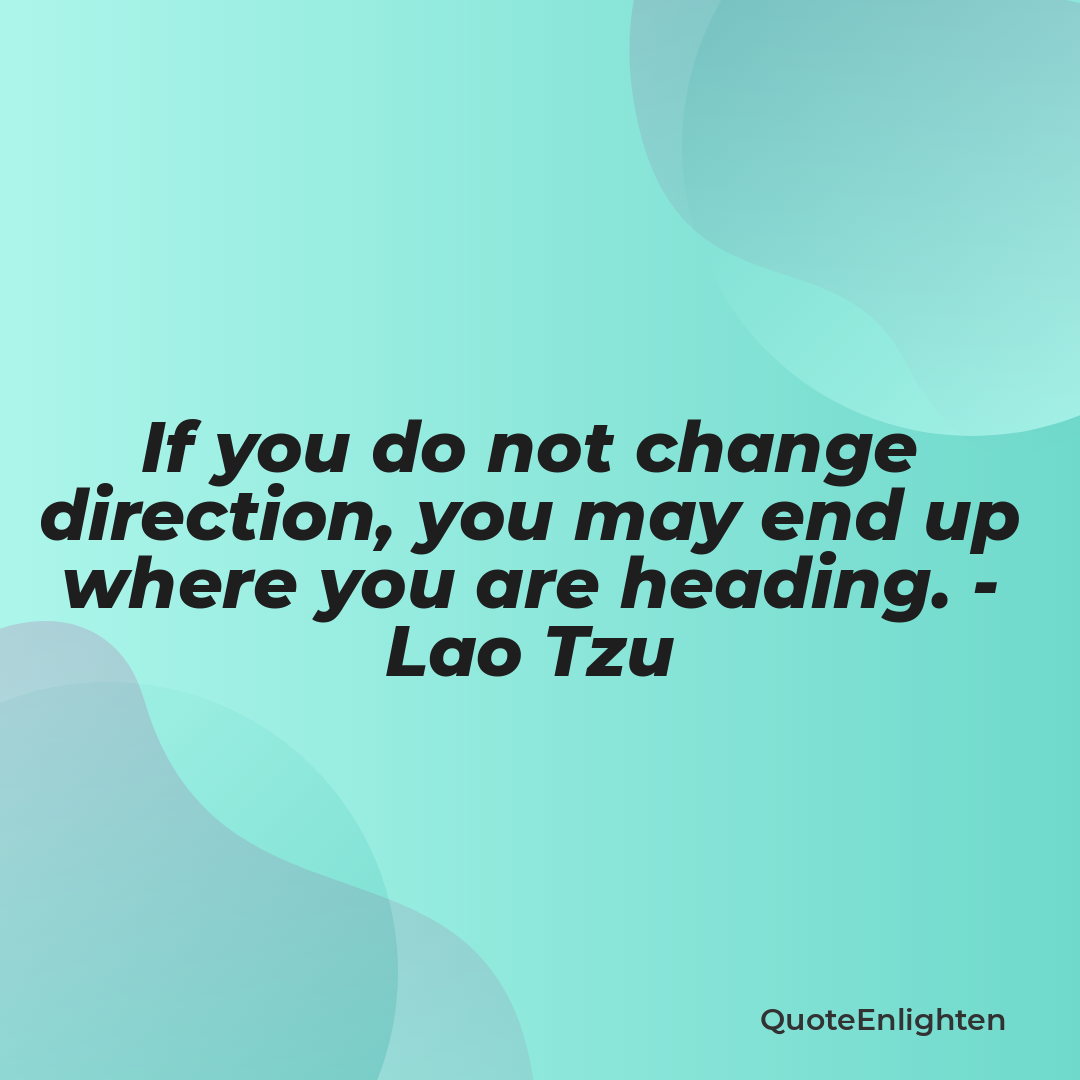 If you do not change
direction, you may end up
where you are heading. -
Lao Tzu
QuoteEnlighten